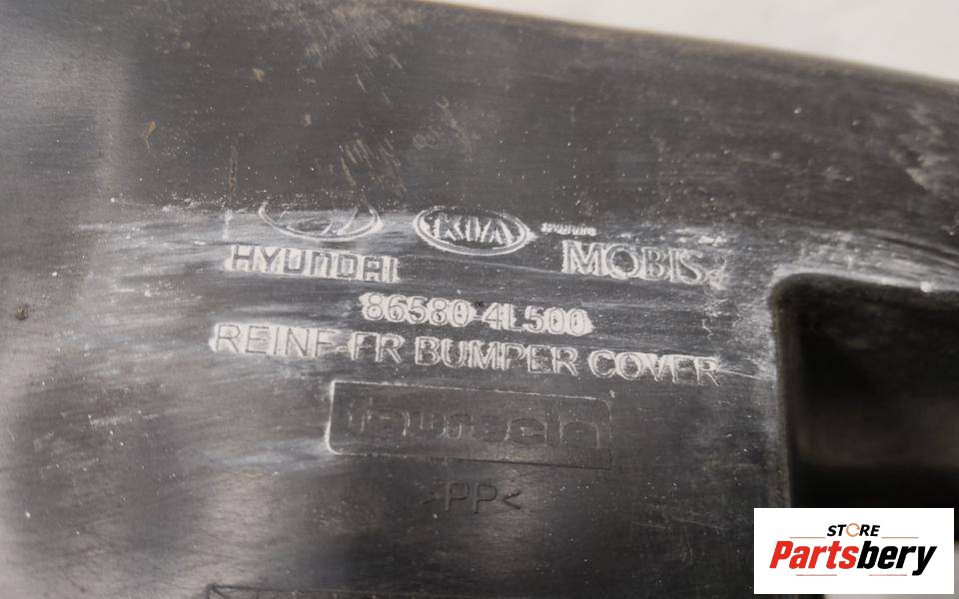 KIA
HYUNDAI
MOBIS
86580-4L500
REINF-FR BUMPER COVER
>PP<
STORE
Partsbery